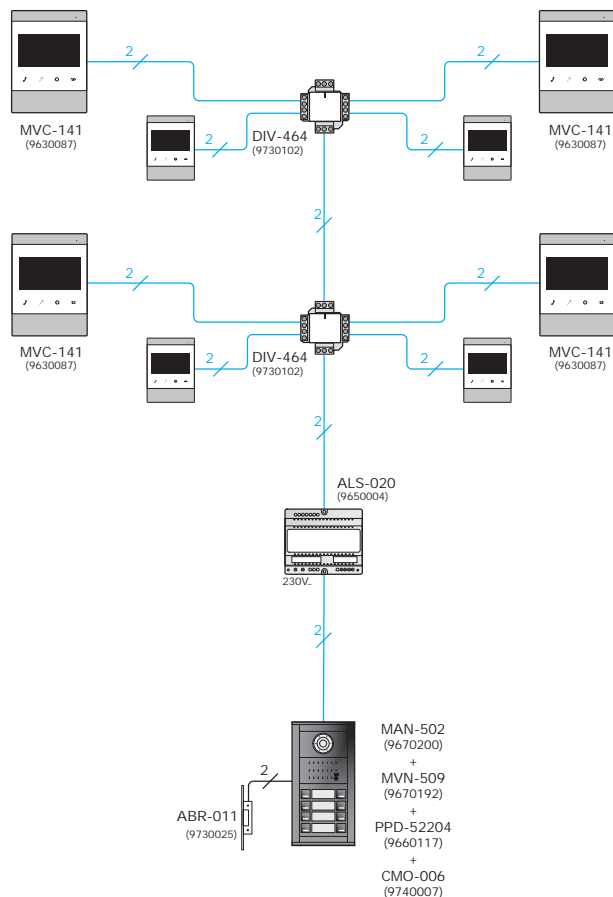 2
2
MVC-141
(9630087)
DIV-464
(9730102)
MVC-141
(9630087)
2
2
2
2
2
MVC-141
(9630087)
DIV-464
(9730102)
MVC-141
(9630087)
2
2
2
ALS-020
(9650004)
230V~
2
MAN-502
(9670200)
+
MVN-509
(9670192)
+
PPD-52204
(9660117)
+
CMO-006
(9740007)
2
ABR-011
(9730025)